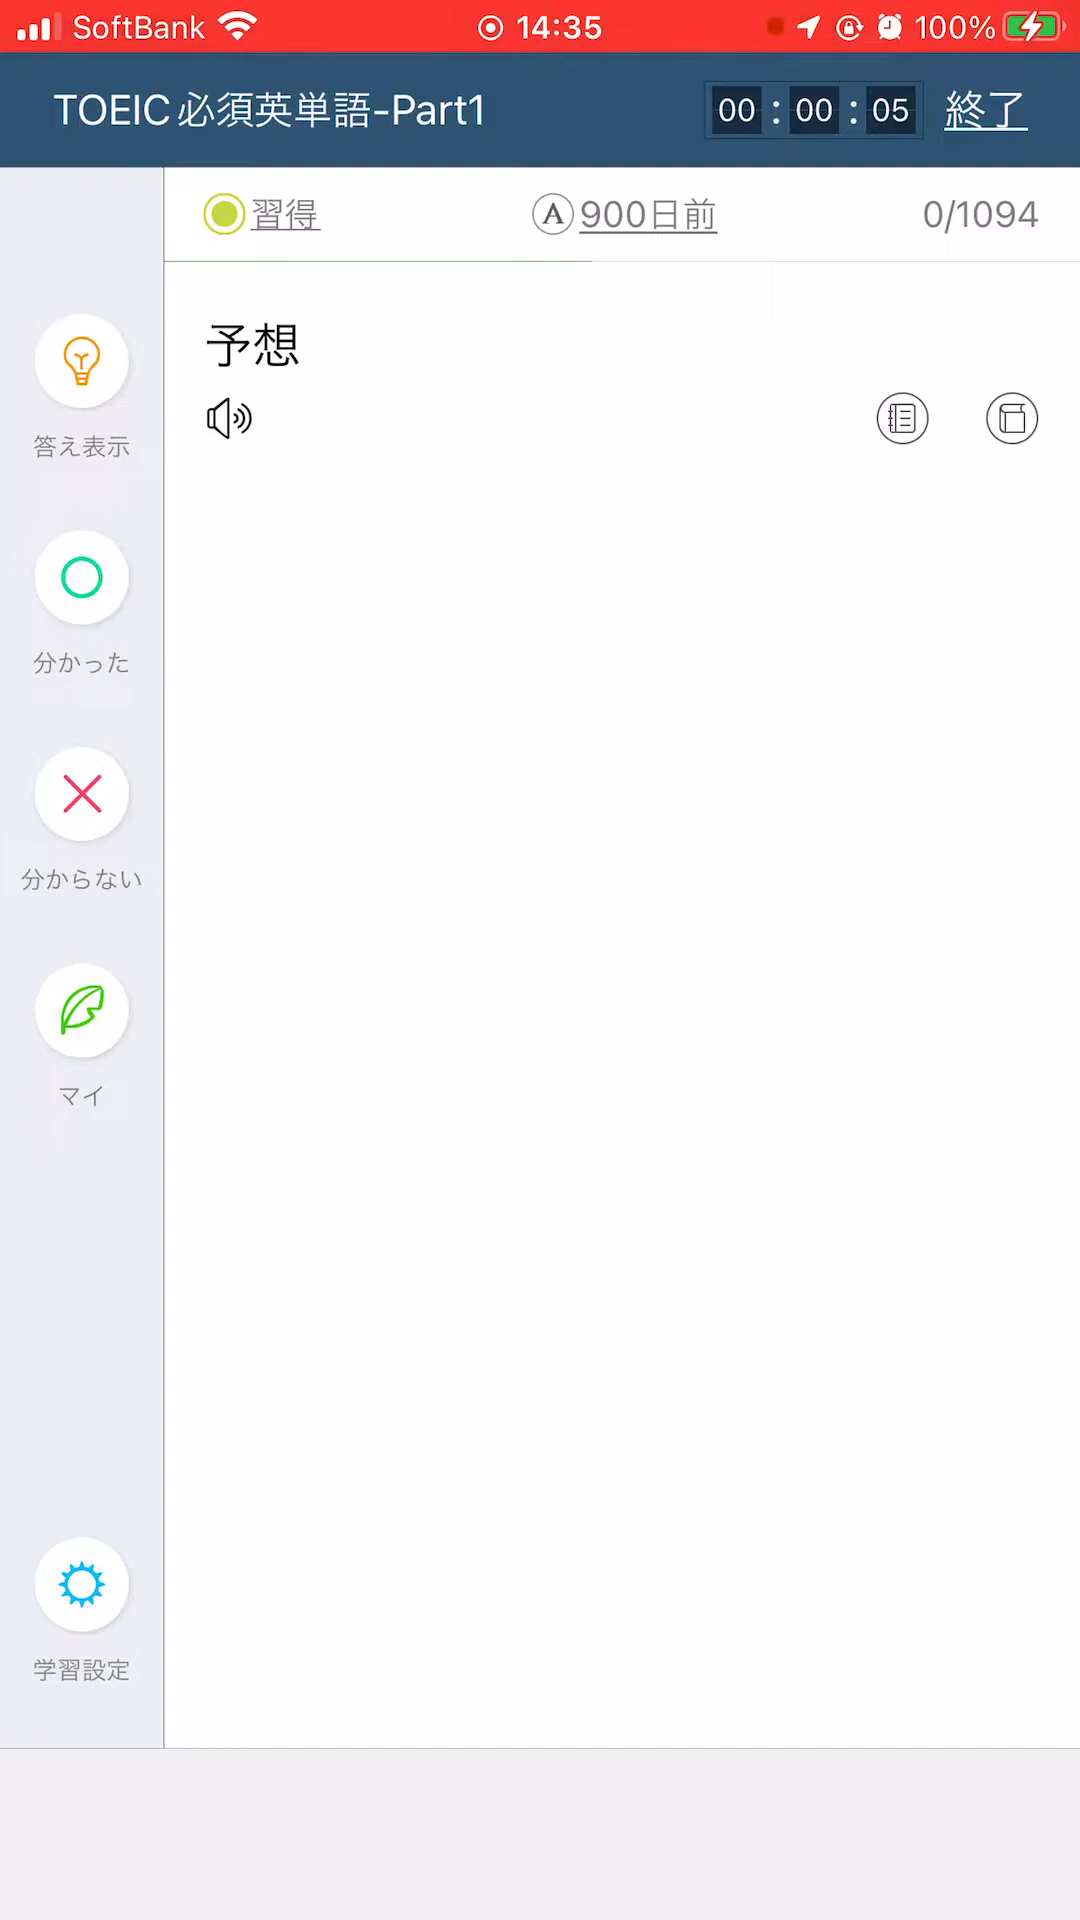 SoftBank 14:35 100%
TOEIC必須英単語-Part1 00 : 00 : 05 終了
習得 A 900日前 0/1094
予想
答え表示
分かった
分からない
マイ
学習設定